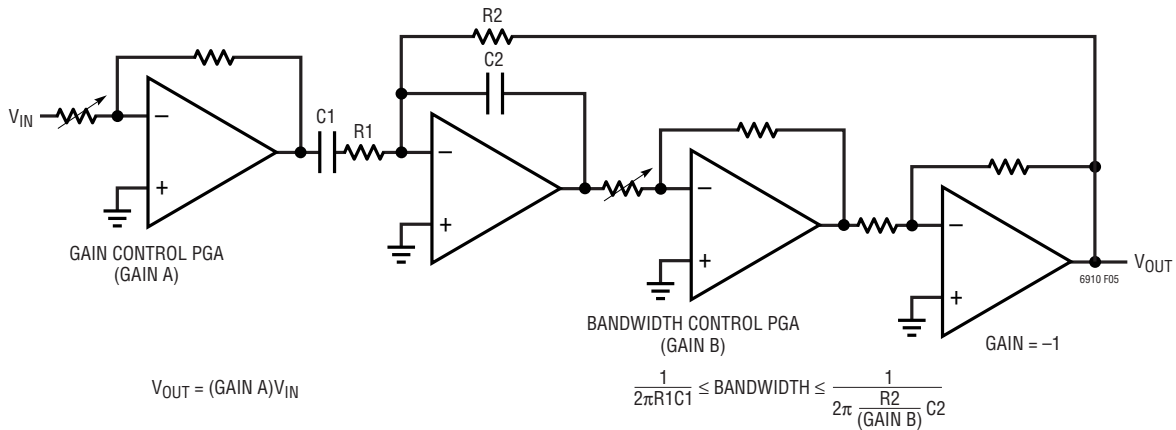 R2
C2
V_IN
C1
R1
−
+
−
+
−
+
−
+
V_OUT
6910 F05
GAIN CONTROL PGA
(GAIN A)
BANDWIDTH CONTROL PGA
(GAIN B)
GAIN = –1
V_OUT = (GAIN A)V_IN
1/(2πR1C1) ≤ BANDWIDTH ≤ 1/(2π R2/(GAIN B) C2)